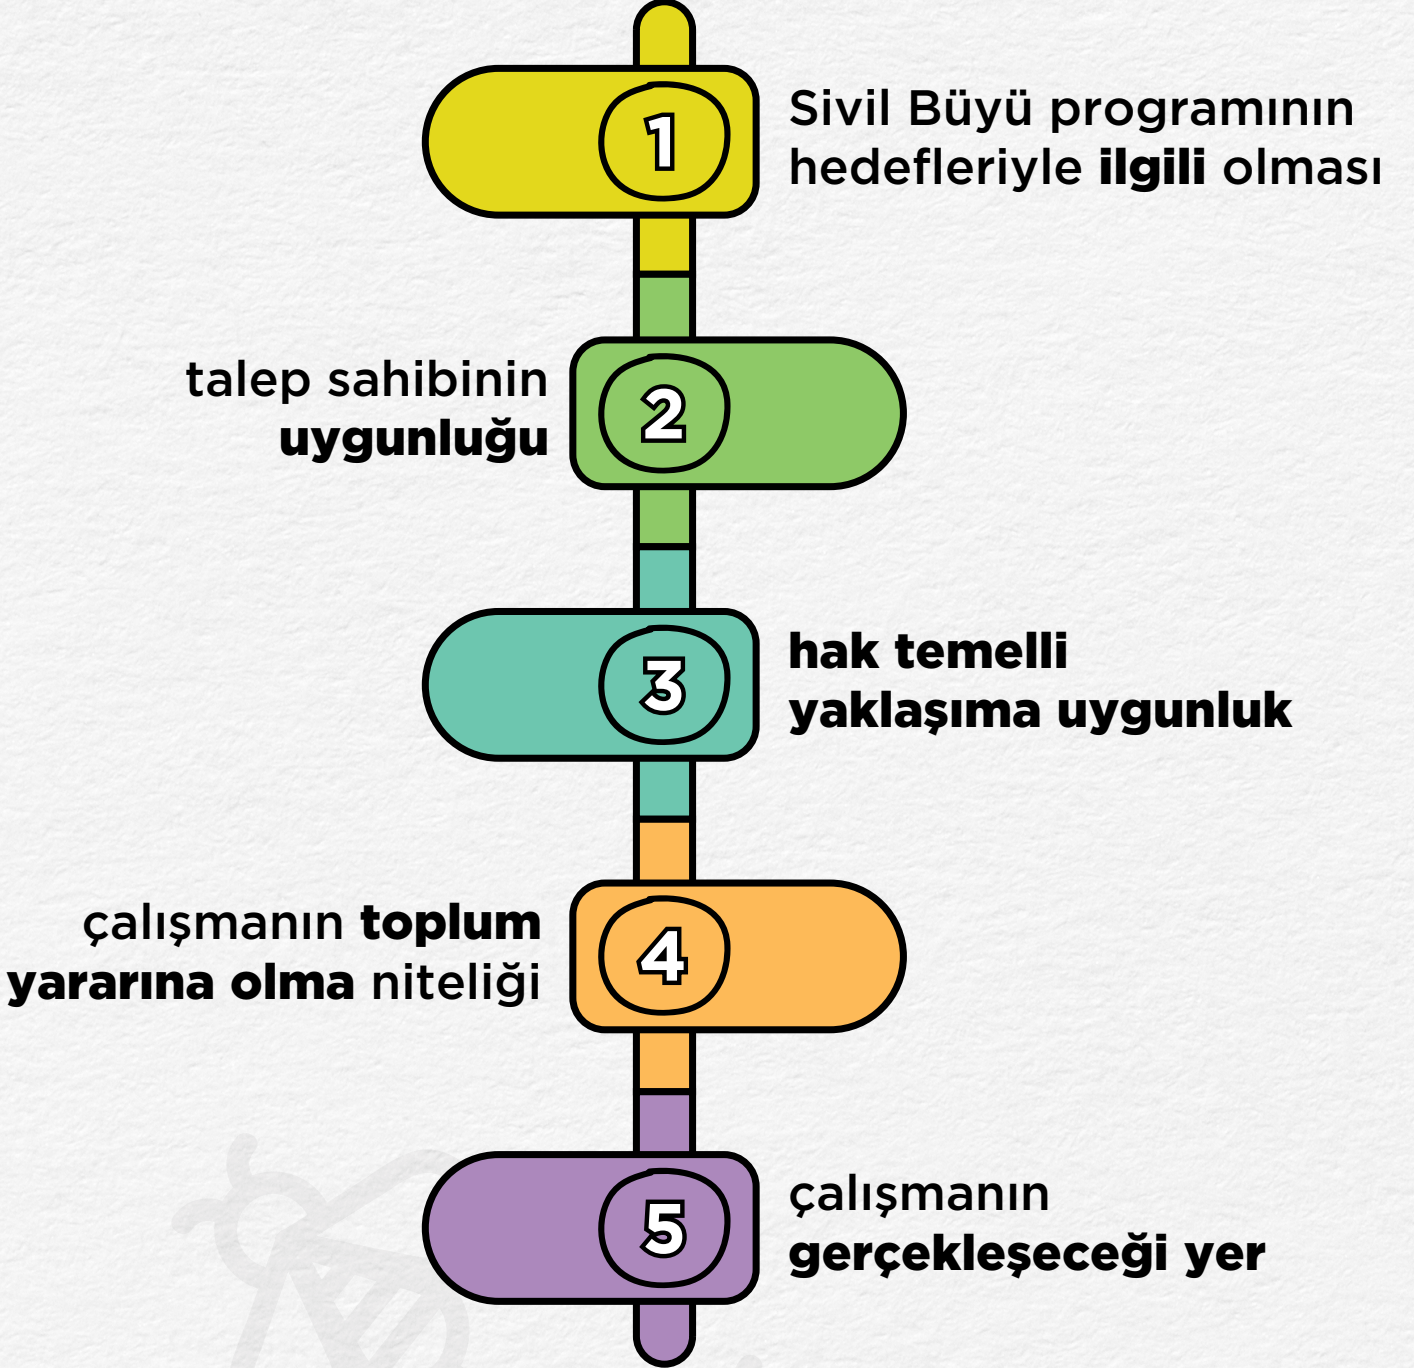 1
Sivil Büyü programının
hedefleriyle ilgili olması
talep sahibinin
uygunluğu
2
3
hak temelli
yaklaşıma uygunluk
çalışmanın toplum
yararına olma niteliği
4
5
çalışmanın
gerçekleşeceği yer